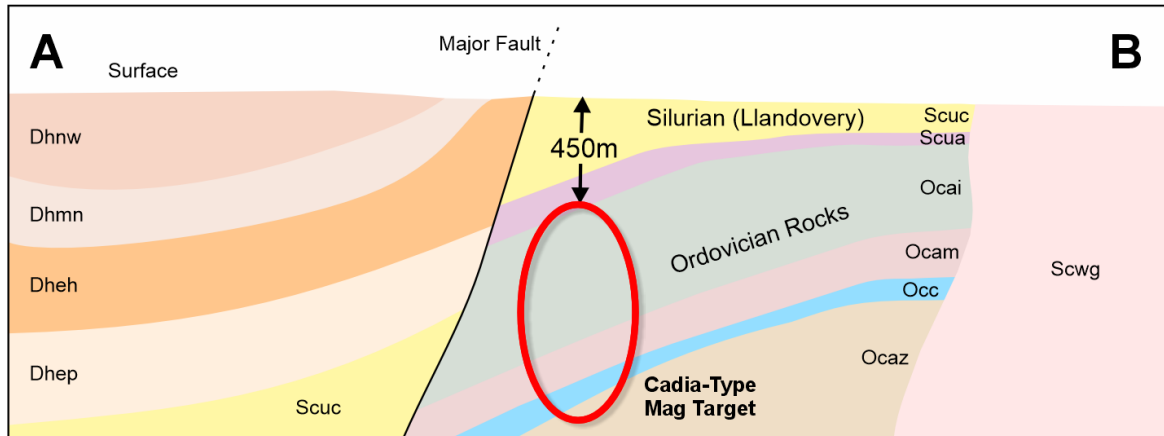 A
Major Fault
B
Surface
Silurian (Llandovery)
Scuc
Scua
Dhnw
450m
Ocai
Dhmn
Ordovician Rocks
Ocam
Scwg
Dheh
Occ
Ocaz
Dhep
Cadia-Type
Mag Target
Scuc